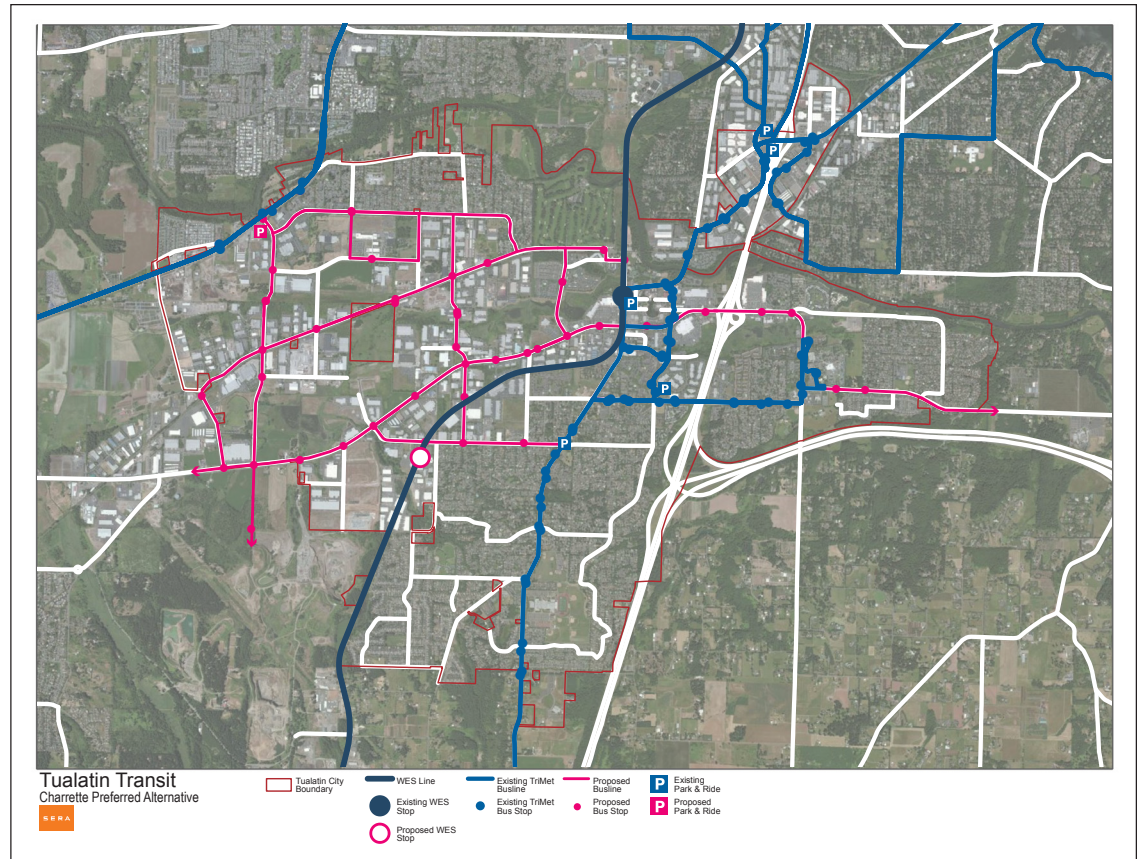 P
P
P
P
P
P
Tualatin Transit
Charrette Preferred Alternative
SERA
Tualatin City
Boundary
WES Line
Existing WES
Stop
Proposed WES
Stop
Existing TriMet
Busline
Existing TriMet
Bus Stop
Proposed
Busline
Proposed
Bus Stop
P Existing
Park & Ride
P Proposed
Park & Ride